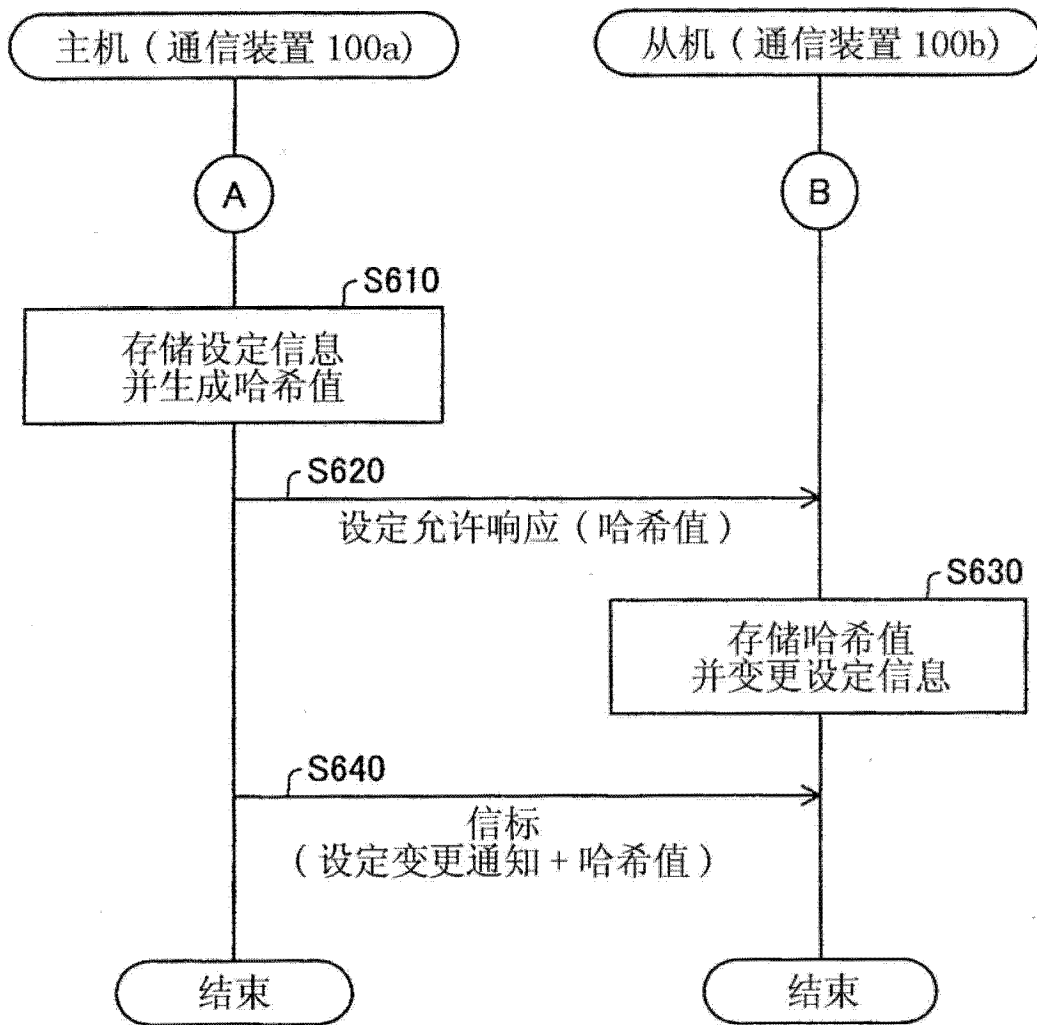 主机（通信装置 100a)
从机（通信装置 100b)
A
B
S610
存储设定信息
并生成哈希值
S620
设定允许响应（哈希值）
S630
存储哈希值
并变更设定信息
S640
信标
（设定变更通知 + 哈希值）
结束
结束